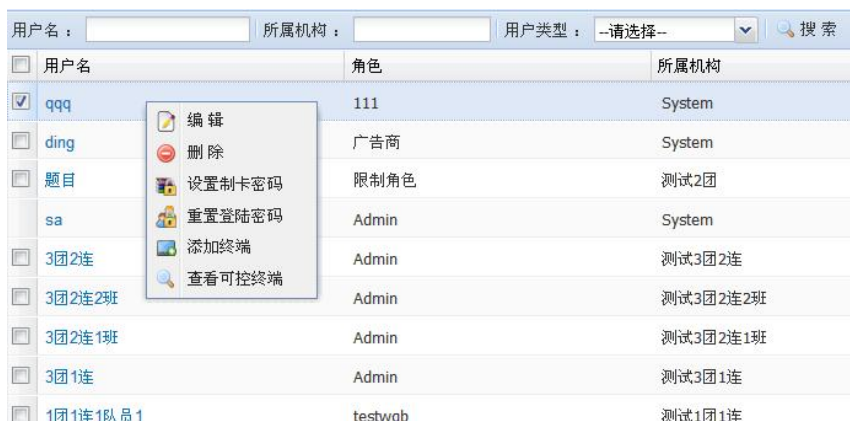 用户名： 所属机构： 用户类型： --请选择-- 搜 索
用户名 角色 所属机构
qqq 111 System
编 辑
ding 广告商 System
删 除
题目 限制角色 测试2团
设置制卡密码
sa Admin System
重置登陆密码
添加终端
3团2连 Admin 测试3团2连
查看可控终端
3团2连2班 Admin 测试3团2连2班
3团2连1班 Admin 测试3团2连1班
3团1连 Admin 测试3团1连
1团1连1队员1 testwqb 测试1团1连